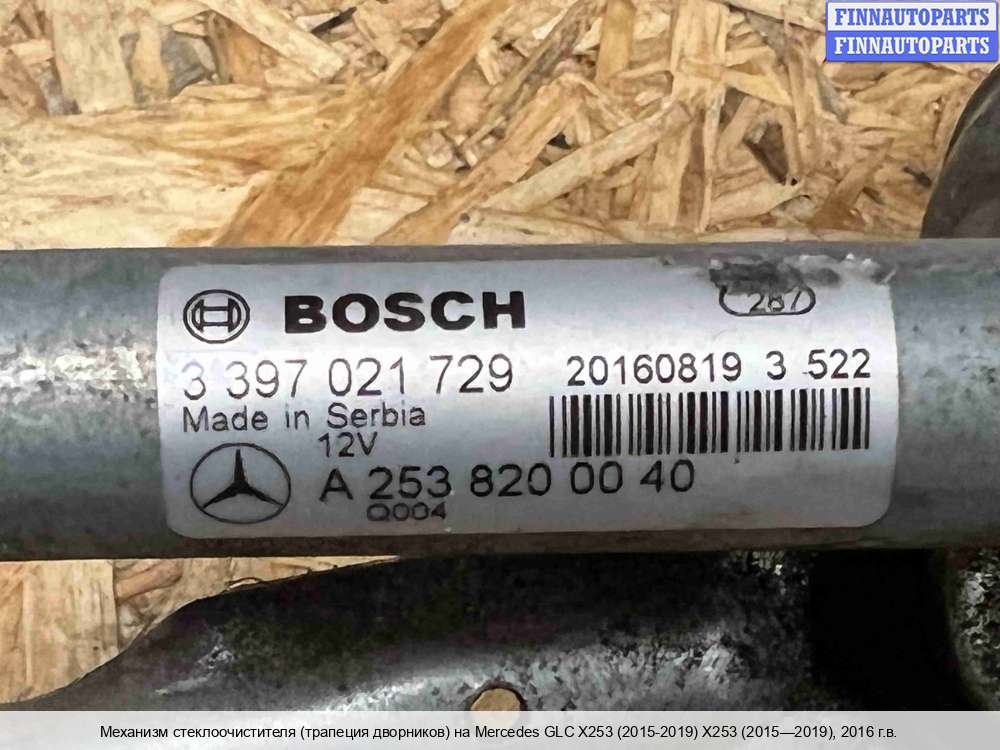 FINNAUTOPARTS
FINNAUTOPARTS
BOSCH
287
3 397 021 729
20160819 3 522
Made in Serbia
12V
A 253 820 00 40
Q004
Механизм стеклоочистителя (трапеция дворников) на Mercedes GLC X253 (2015-2019) X253 (2015—2019), 2016 г.в.